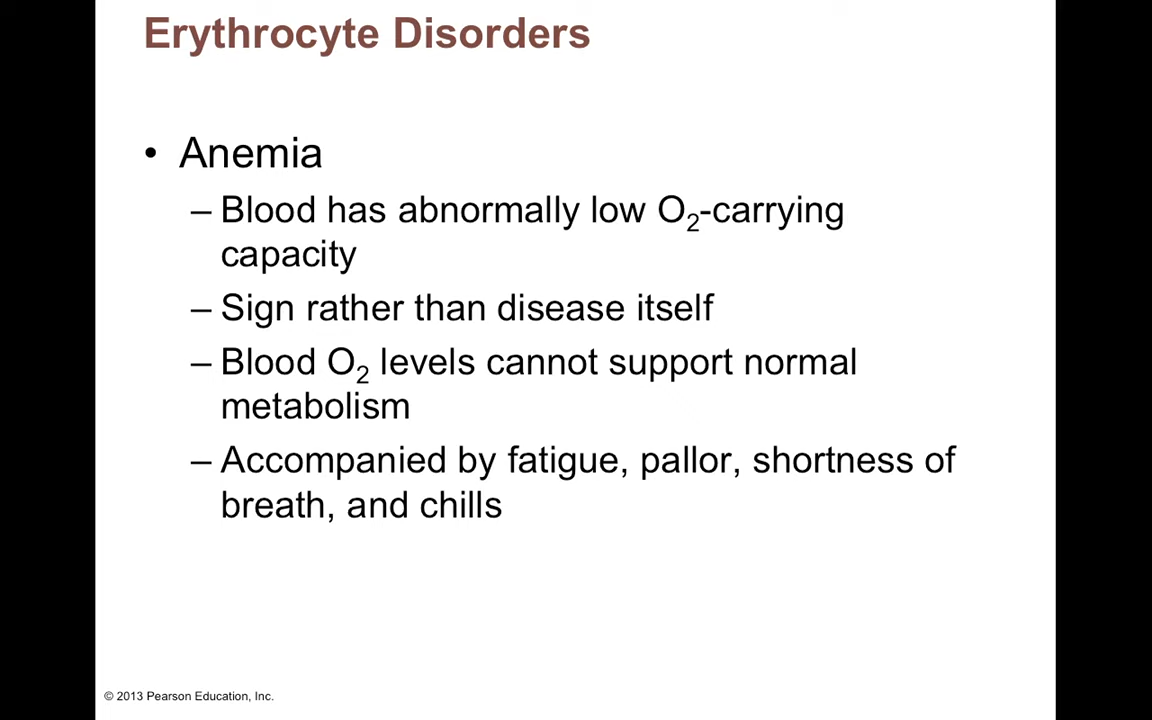 Erythrocyte Disorders
• Anemia
– Blood has abnormally low O₂-carrying
capacity
– Sign rather than disease itself
– Blood O₂ levels cannot support normal
metabolism
– Accompanied by fatigue, pallor, shortness of
breath, and chills
© 2013 Pearson Education, Inc.